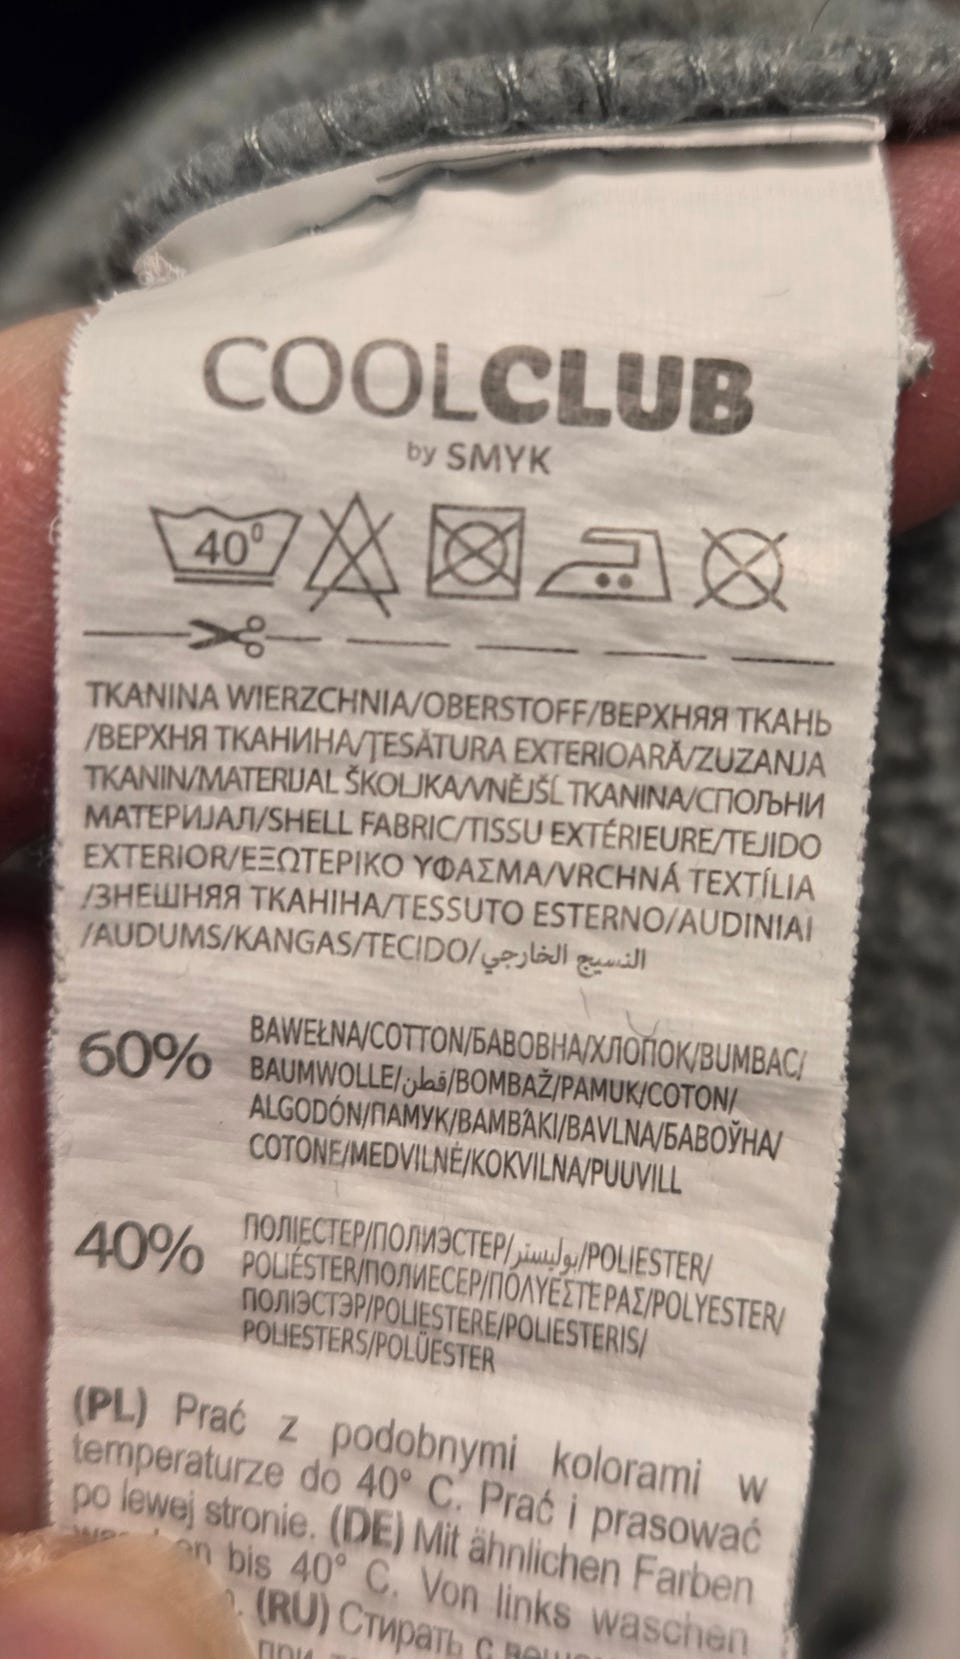 COOLCLUB
by SMYK
40°
TKANINA WIERZCHNIA/OBERSTOFF/ВЕРХНЯЯ ТКАНЬ
/ВЕРХНЯ ТКАНИНА/ȚESĂTURA EXTERIOARĂ/ZUZANJA
TKANIN/MATERIJAL ŠKOLJKA/VNĚJŠÍ TKANINA/СПОЉНИ
МАТЕРИЈАЛ/SHELL FABRIC/TISSU EXTÉRIEURE/TEJIDO
EXTERIOR/ΕΞΩΤΕΡΙΚΟ ΥΦΑΣΜΑ/VRCHNÁ TEXTÍLIA
/ЗНЕШНЯЯ ТКАНІНА/TESSUTO ESTERNO/AUDINIAI
/AUDUMS/KANGAS/TECIDO/النسيج الخارجي
60% BAWEŁNA/COTTON/БАВОВНА/ХЛОПОК/BUMBAC/
BAUMWOLLE/قطن/BOMBAŽ/PAMUK/COTON/
ALGODÓN/ПАМУК/ΒΑΜΒΆΚΙ/BAVLNA/БАВОЎНА/
COTONE/MEDVILNĖ/KOKVILNA/PUUVILL
40% ПОЛІЕСТЕР/ПОЛИЭСТЕР/بوليستر/POLIESTER/
POLIÉSTER/ПОЛИЕСЕР/ΠΟΛΥΕΣΤΕΡΑΣ/POLYESTER/
ПОЛІЭСТЭР/POLIESTERE/POLIESTERIS/
POLIESTERS/POLÜESTER
(PL) Prać z podobnymi kolorami w
temperaturze do 40° C. Prać i prasować
po lewej stronie. (DE) Mit ähnlichen Farben
bis 40° C. Von links waschen
(RU) Стирать с
при